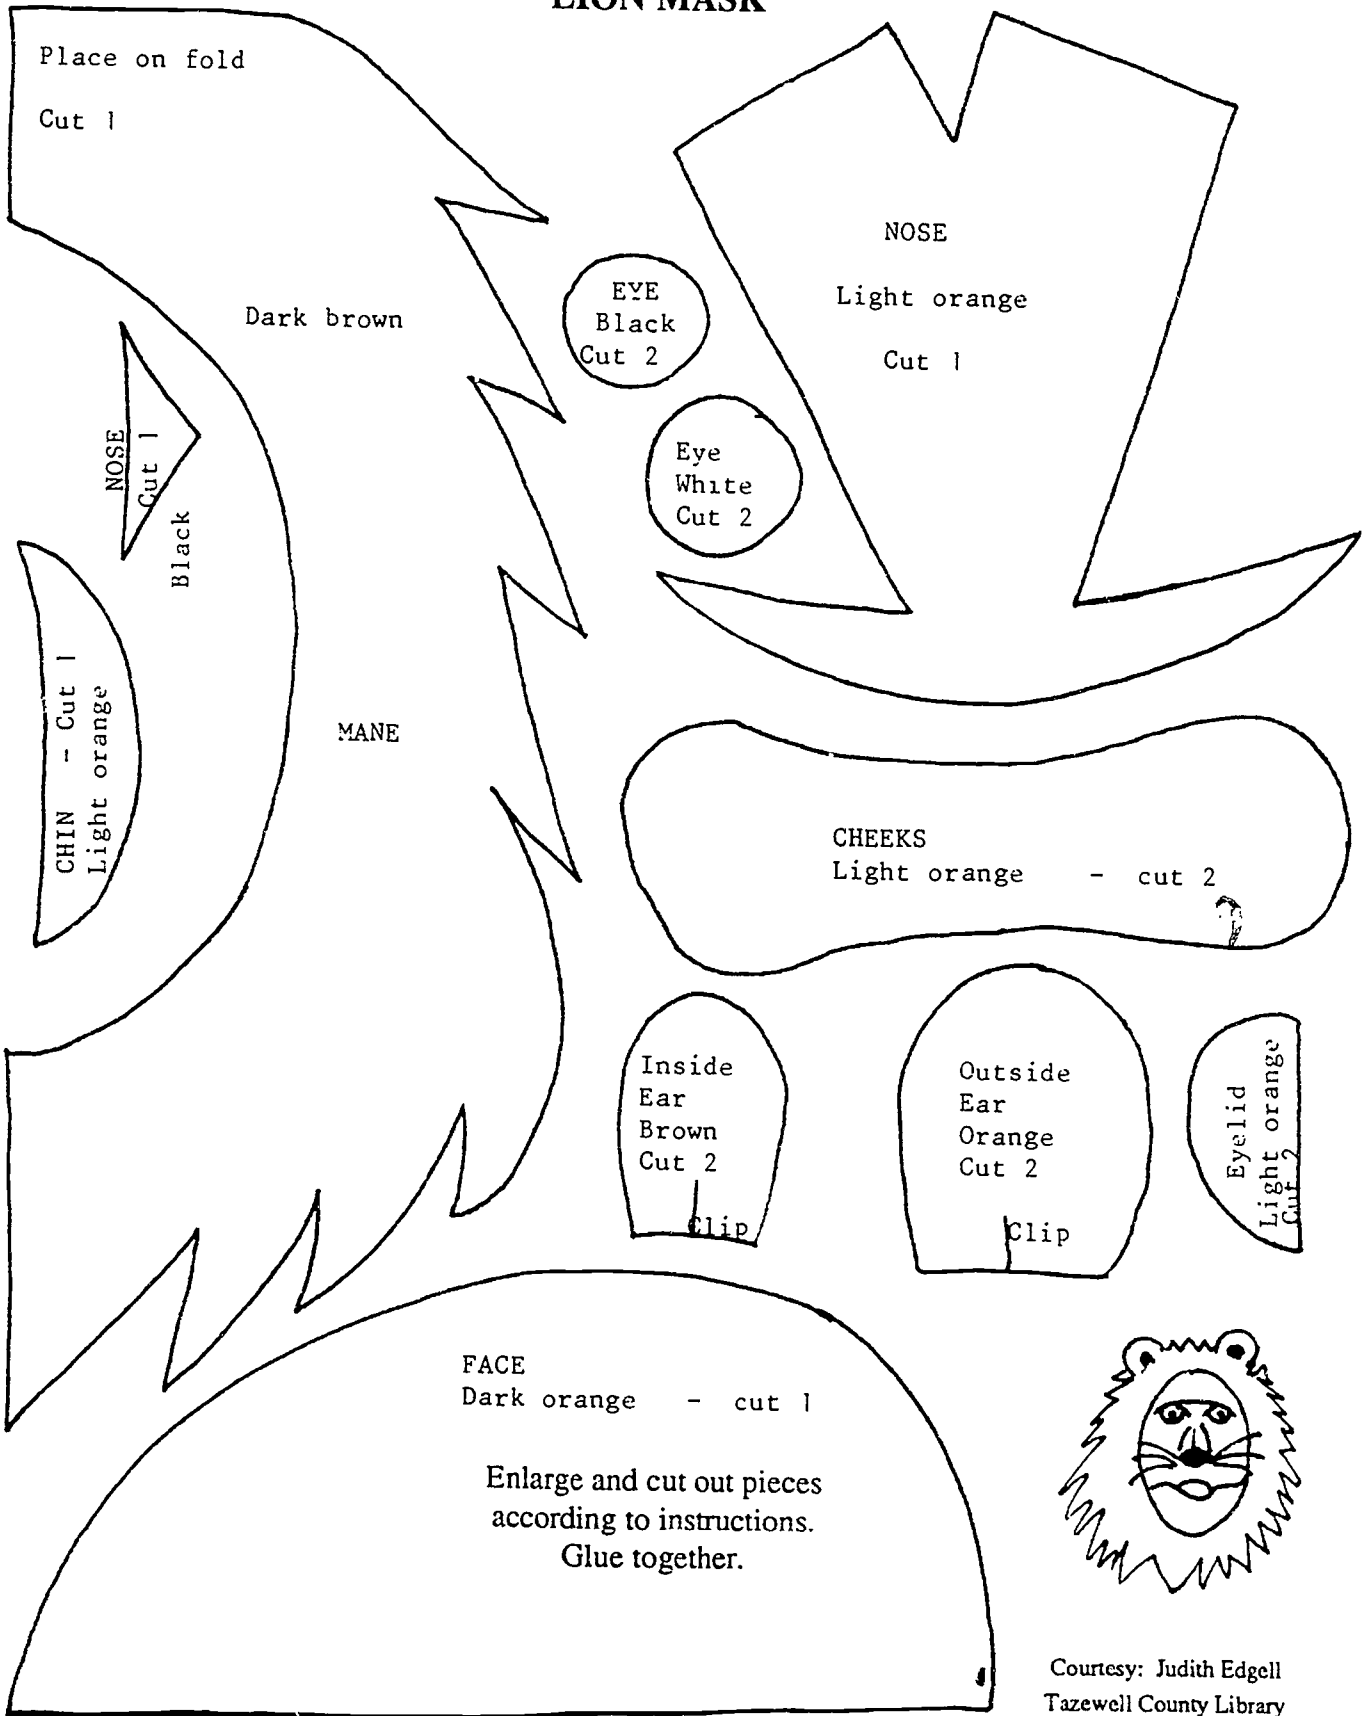 LION MASK
Place on fold
Cut 1
Dark brown
MANE
NOSE
Cut 1
Black
CHIN - Cut 1
Light orange
EYE
Black
Cut 2
Eye
White
Cut 2
NOSE
Light orange
Cut 1
CHEEKS
Light orange - cut 2
Inside
Ear
Brown
Cut 2
Clip
Outside
Ear
Orange
Cut 2
Clip
Eyelid
Light orange
Cut 2
FACE
Dark orange - cut 1
Enlarge and cut out pieces
according to instructions.
Glue together.
Courtesy: Judith Edgell
Tazewell County Library